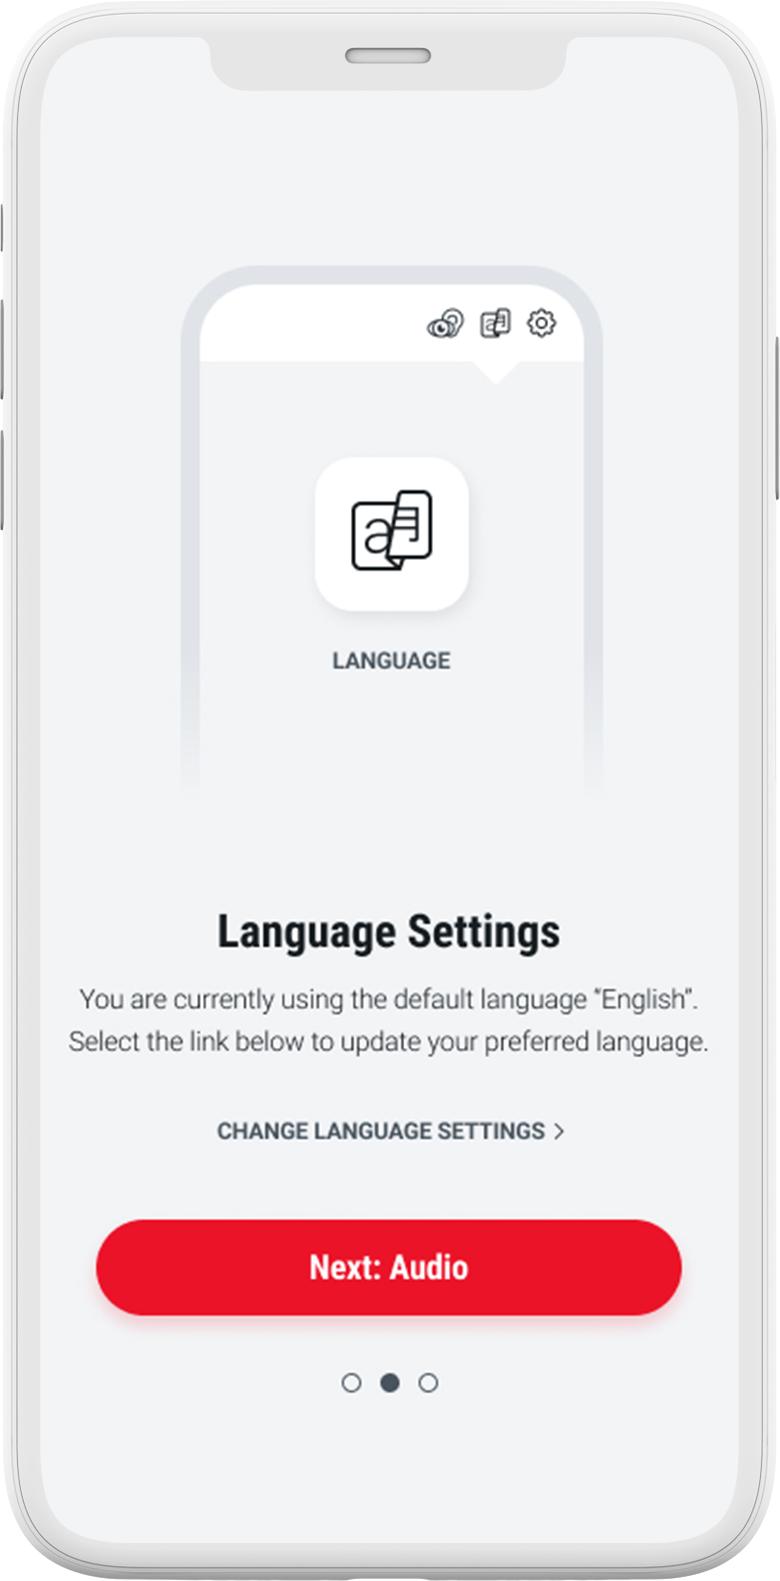 LANGUAGE
Language Settings
You are currently using the default language “English”.
Select the link below to update your preferred language.
CHANGE LANGUAGE SETTINGS >
Next: Audio